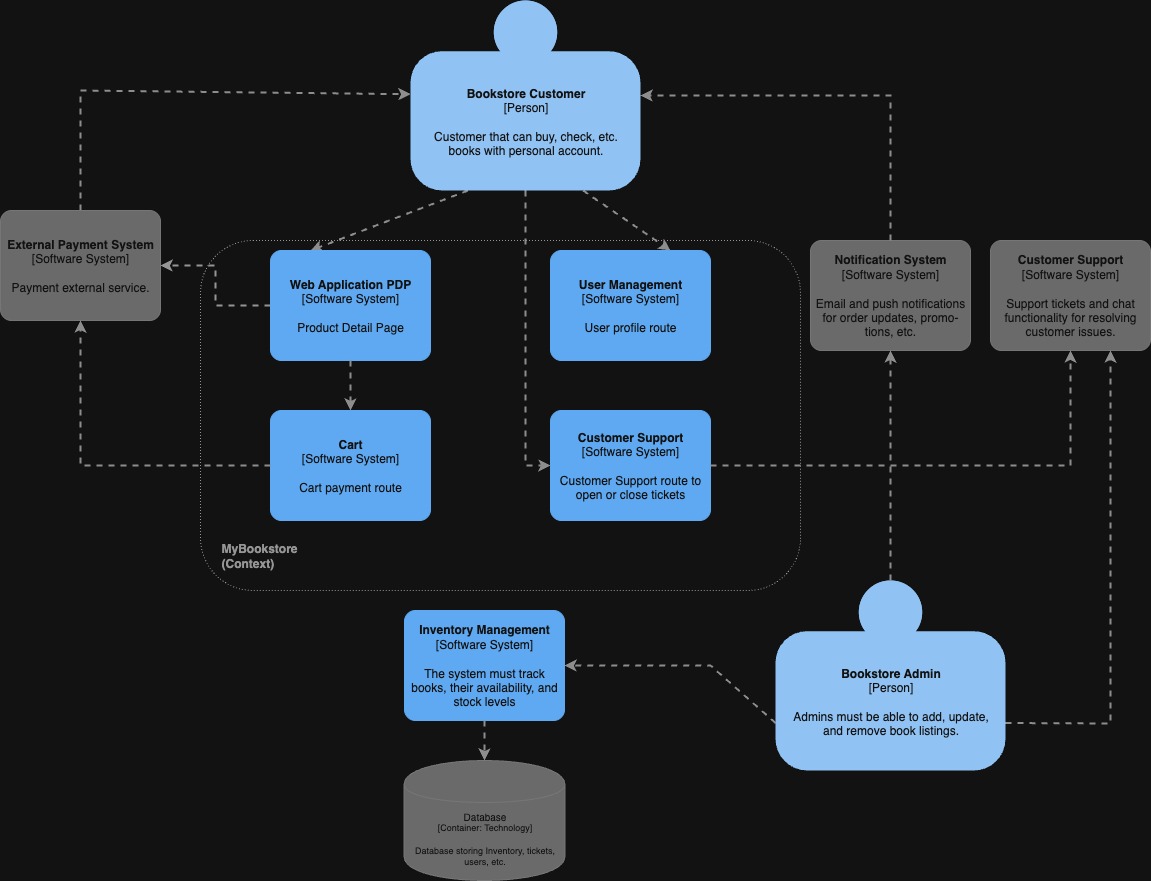 Bookstore Customer
[Person]
Customer that can buy, check, etc.
books with personal account.
External Payment System
[Software System]
Payment external service.
Web Application PDP
[Software System]
Product Detail Page
User Management
[Software System]
User profile route
Notification System
[Software System]
Email and push notifications
for order updates, promo-
tions, etc.
Customer Support
[Software System]
Support tickets and chat
functionality for resolving
customer issues.
Cart
[Software System]
Cart payment route
Customer Support
[Software System]
Customer Support route to
open or close tickets
MyBookstore
(Context)
Inventory Management
[Software System]
The system must track
books, their availability, and
stock levels
Bookstore Admin
[Person]
Admins must be able to add, update,
and remove book listings.
Database
[Container: Technology]
Database storing Inventory, tickets,
users, etc.